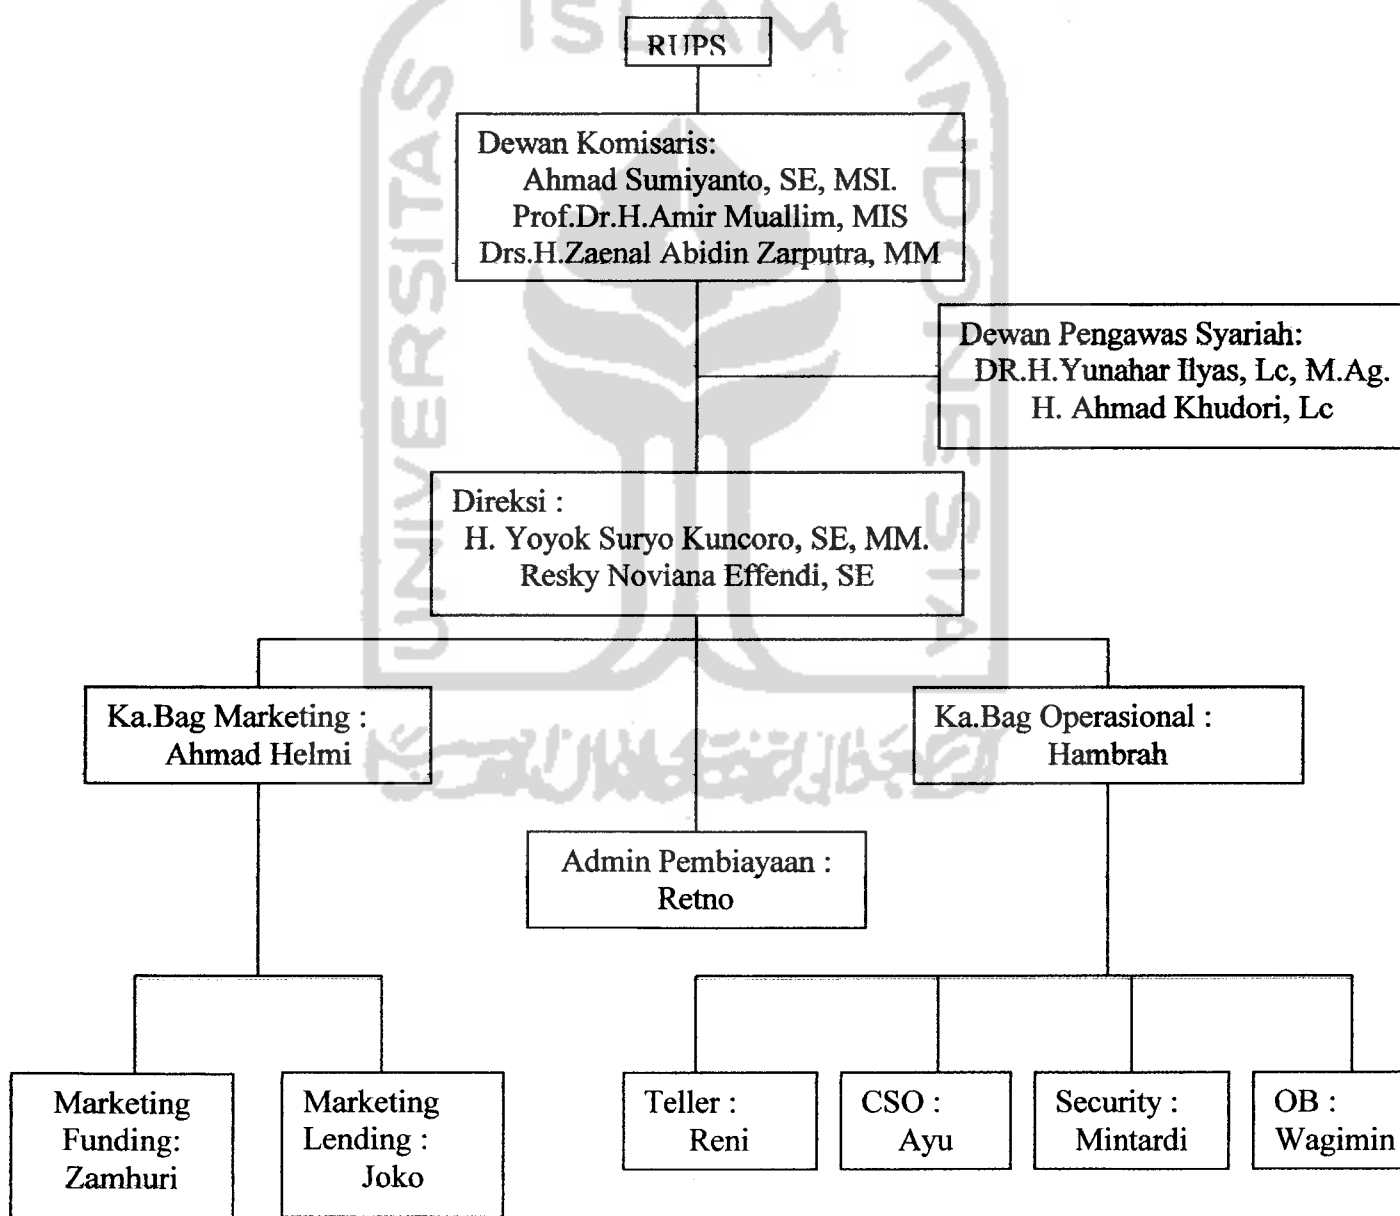 RUPS
Dewan Komisaris:
Ahmad Sumiyanto, SE, MSI.
Prof.Dr.H.Amir Muallim, MIS
Drs.H.Zaenal Abidin Zarputra, MM
Dewan Pengawas Syariah:
DR.H.Yunahar Ilyas, Lc, M.Ag.
H. Ahmad Khudori, Lc
Direksi :
H. Yoyok Suryo Kuncoro, SE, MM.
Resky Noviana Effendi, SE
Ka.Bag Marketing :
Ahmad Helmi
Ka.Bag Operasional :
Hambrah
Admin Pembiayaan :
Retno
Marketing
Funding:
Zamhuri
Marketing
Lending :
Joko
Teller :
Reni
CSO :
Ayu
Security :
Mintardi
OB :
Wagimin
UNIVERSITAS
ISLAM
INDONESIA